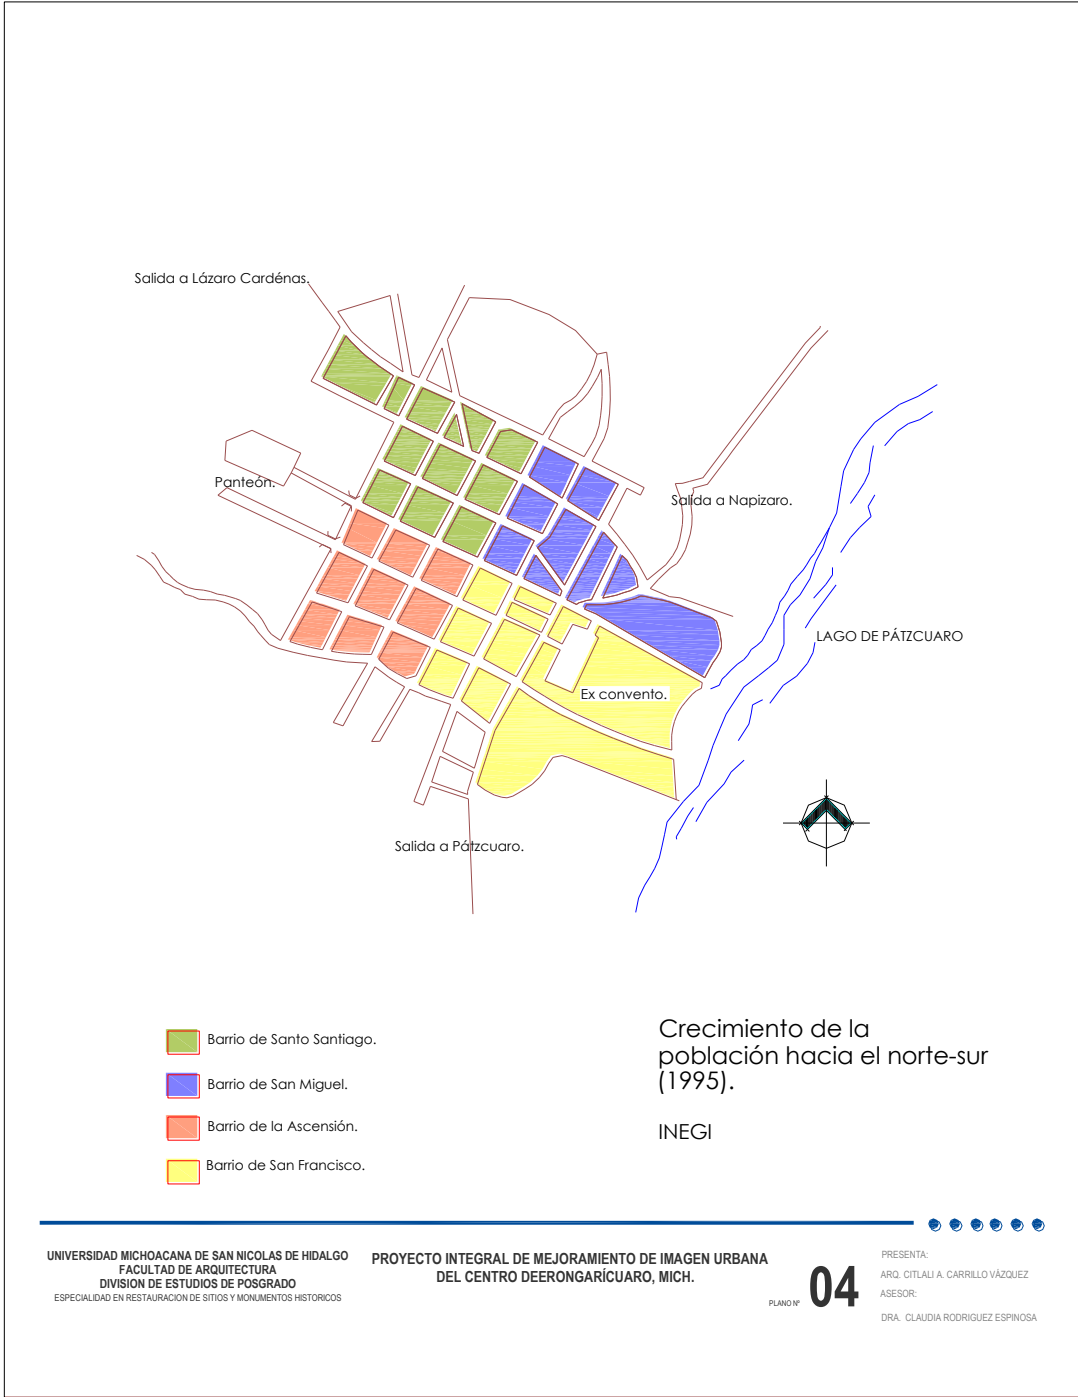 Salida a Lázaro Cardénas.
Panteón.
Salida a Napizaro.
LAGO DE PÁTZCUARO
Ex convento.
Salida a Pátzcuaro.
Barrio de Santo Santiago.
Barrio de San Miguel.
Barrio de la Ascensión.
Barrio de San Francisco.
Crecimiento de la
población hacia el norte-sur
(1995).
INEGI
UNIVERSIDAD MICHOACANA DE SAN NICOLAS DE HIDALGO
FACULTAD DE ARQUITECTURA
DIVISION DE ESTUDIOS DE POSGRADO
ESPECIALIDAD EN RESTAURACION DE SITIOS Y MONUMENTOS HISTORICOS
PROYECTO INTEGRAL DE MEJORAMIENTO DE IMAGEN URBANA
DEL CENTRO DEERONGARÍCUARO, MICH.
PLANO Nº 04
PRESENTA:
ARQ. CITLALI A. CARRILLO VÁZQUEZ
ASESOR:
DRA. CLAUDIA RODRIGUEZ ESPINOSA